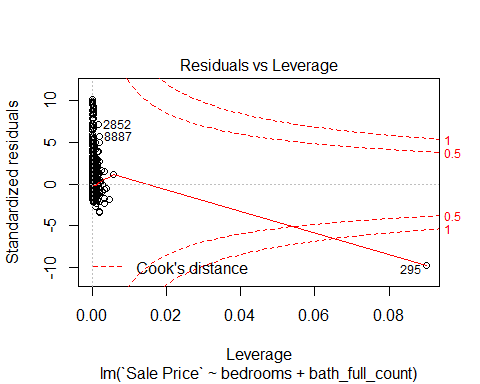 Residuals vs Leverage
Standardized residuals
10
5
0
-5
-10
2852
8887
1
0.5
0.5
1
Cook's distance
295
0.00 0.02 0.04 0.06 0.08
Leverage
lm(`Sale Price` ~ bedrooms + bath_full_count)